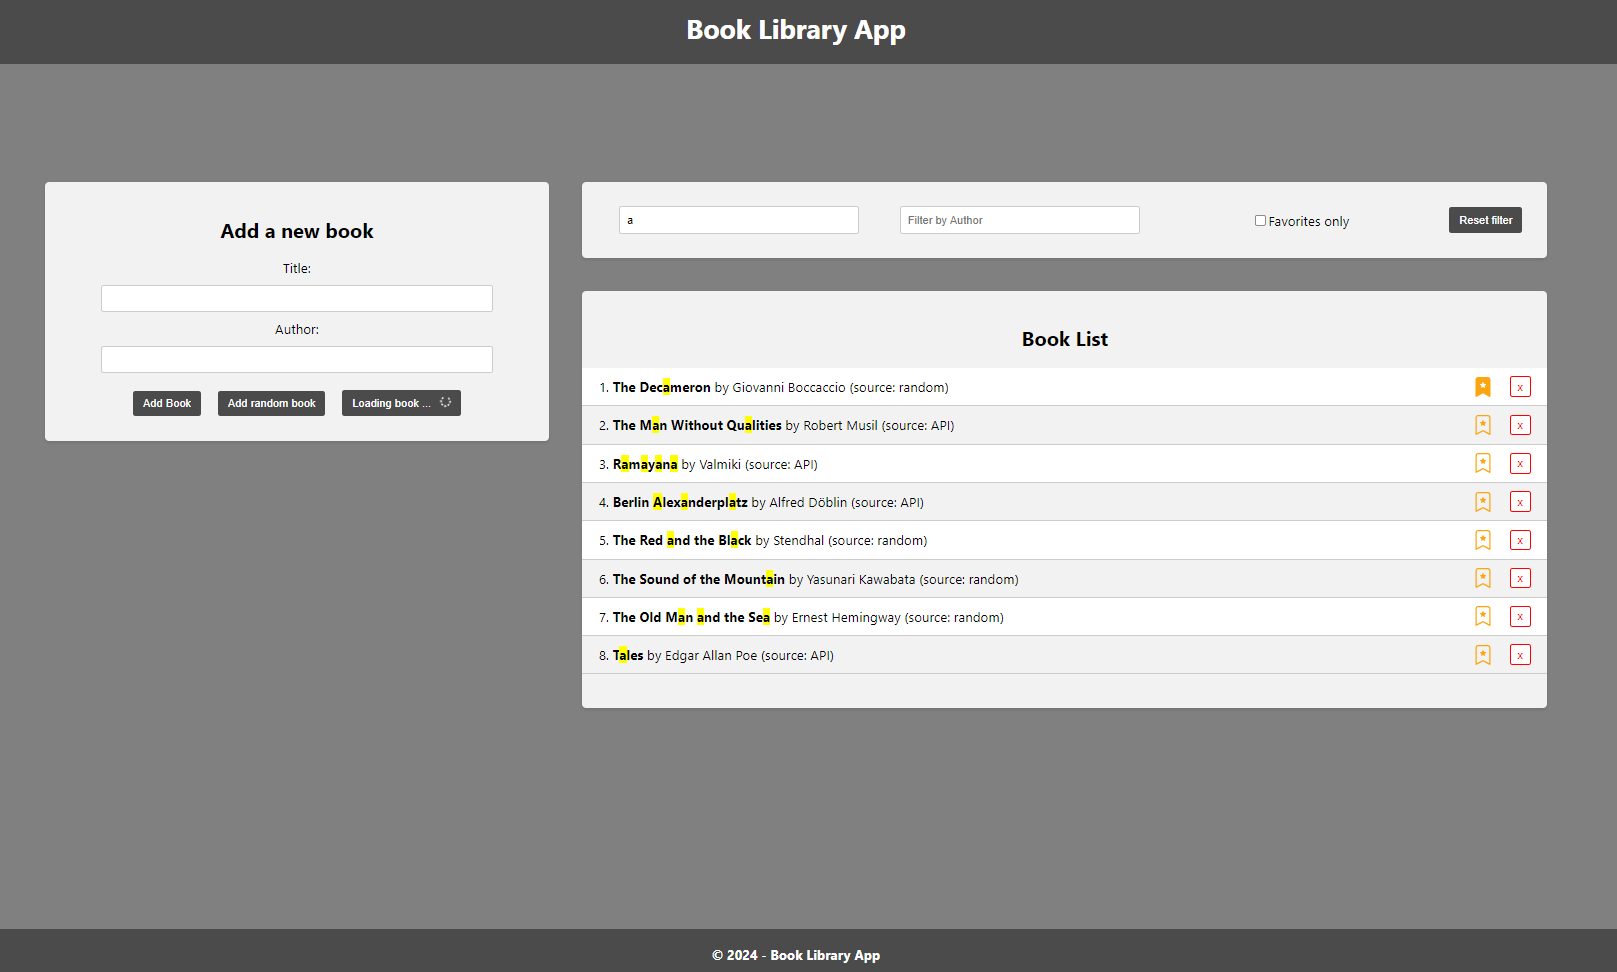 Book Library App
Add a new book
Title:
Author:
Add Book
Add random book
Loading book ...
a
Filter by Author
Favorites only
Reset filter
Book List
1. The Decameron by Giovanni Boccaccio (source: random)
x
2. The Man Without Qualities by Robert Musil (source: API)
x
3. Ramayana by Valmiki (source: API)
x
4. Berlin Alexanderplatz by Alfred Döblin (source: API)
x
5. The Red and the Black by Stendhal (source: random)
x
6. The Sound of the Mountain by Yasunari Kawabata (source: random)
x
7. The Old Man and the Sea by Ernest Hemingway (source: random)
x
8. Tales by Edgar Allan Poe (source: API)
x
© 2024 - Book Library App